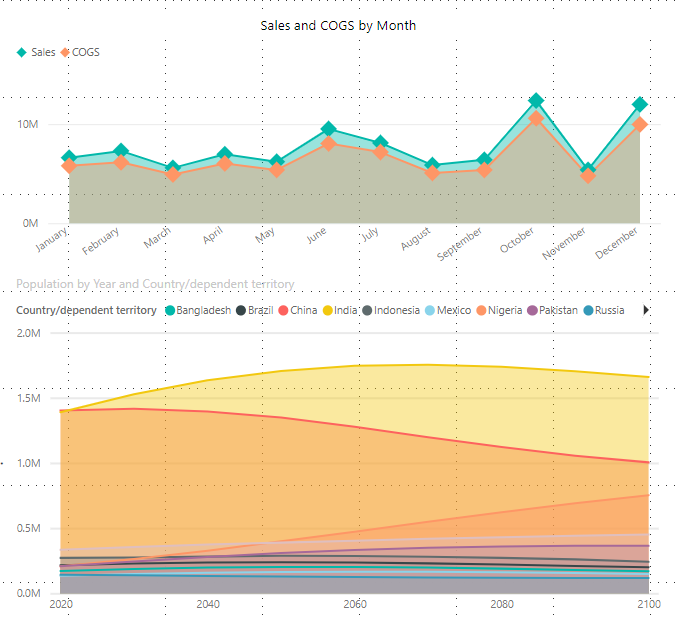 Sales and COGS by Month
Sales COGS
10M
0M
January February March April May June July August September October November December
Population by Year and Country/dependent territory
Country/dependent territory Bangladesh Brazil China India Indonesia Mexico Nigeria Pakistan Russia
2.0M
1.5M
1.0M
0.5M
0.0M
2020 2040 2060 2080 2100